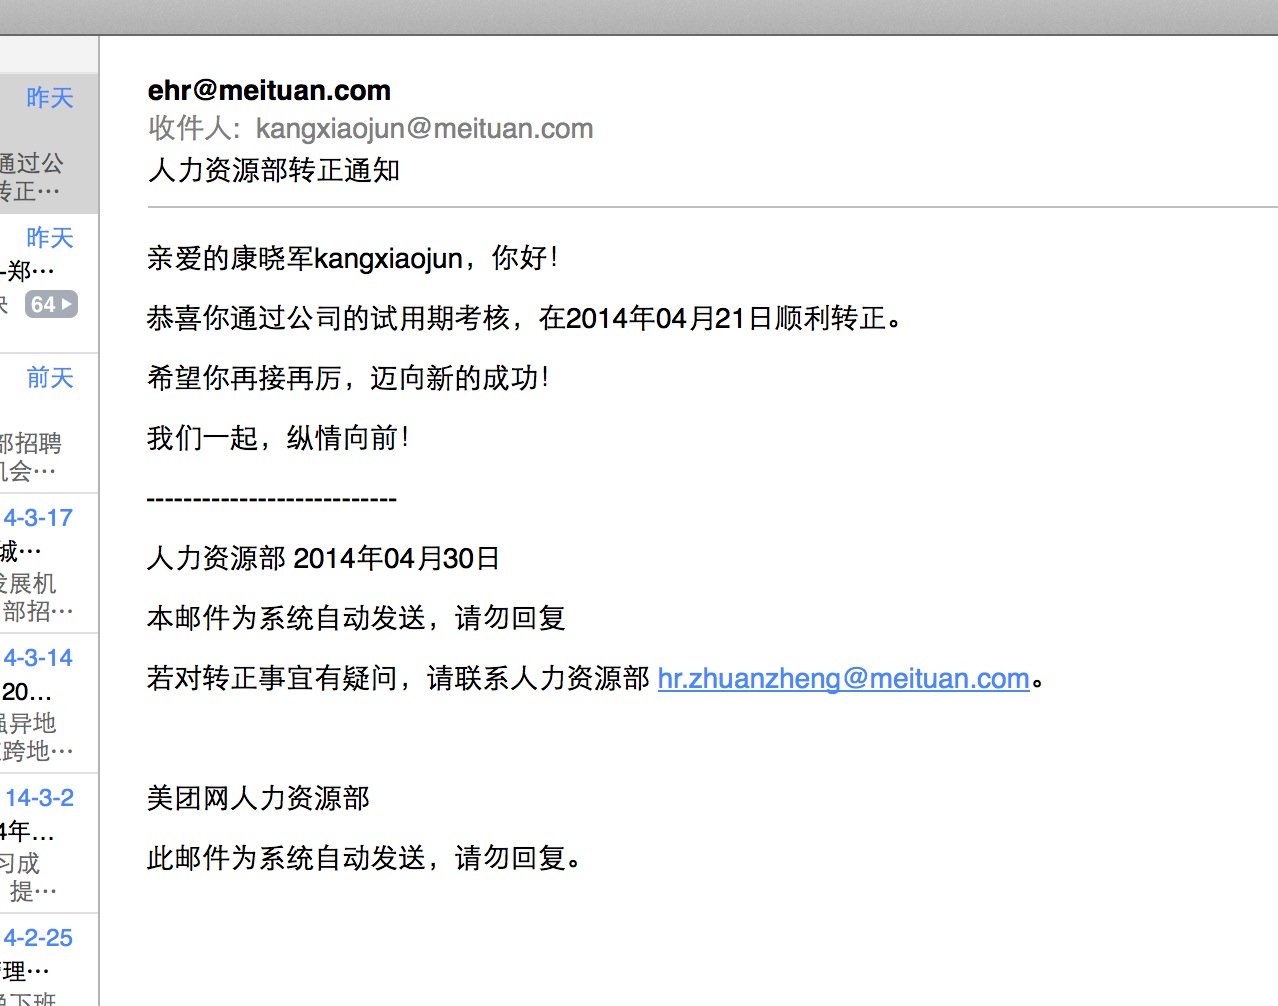 昨天
通过公
转正…
昨天
-郑…
64
前天
部招聘
机会…
4-3-17
城…
发展机
部招…
4-3-14
20...
强异地
跨地…
14-3-2
4年...
习成
提…
4-2-25
理…
晚下班
ehr@meituan.com
收件人: kangxiaojun@meituan.com
人力资源部转正通知
亲爱的康晓军kangxiaojun，你好！
恭喜你通过公司的试用期考核，在2014年04月21日顺利转正。
希望你再接再厉，迈向新的成功！
我们一起，纵情向前！
---------------------------
人力资源部 2014年04月30日
本邮件为系统自动发送，请勿回复
若对转正事宜有疑问，请联系人力资源部 hr.zhuanzheng@meituan.com。
美团网人力资源部
此邮件为系统自动发送，请勿回复。